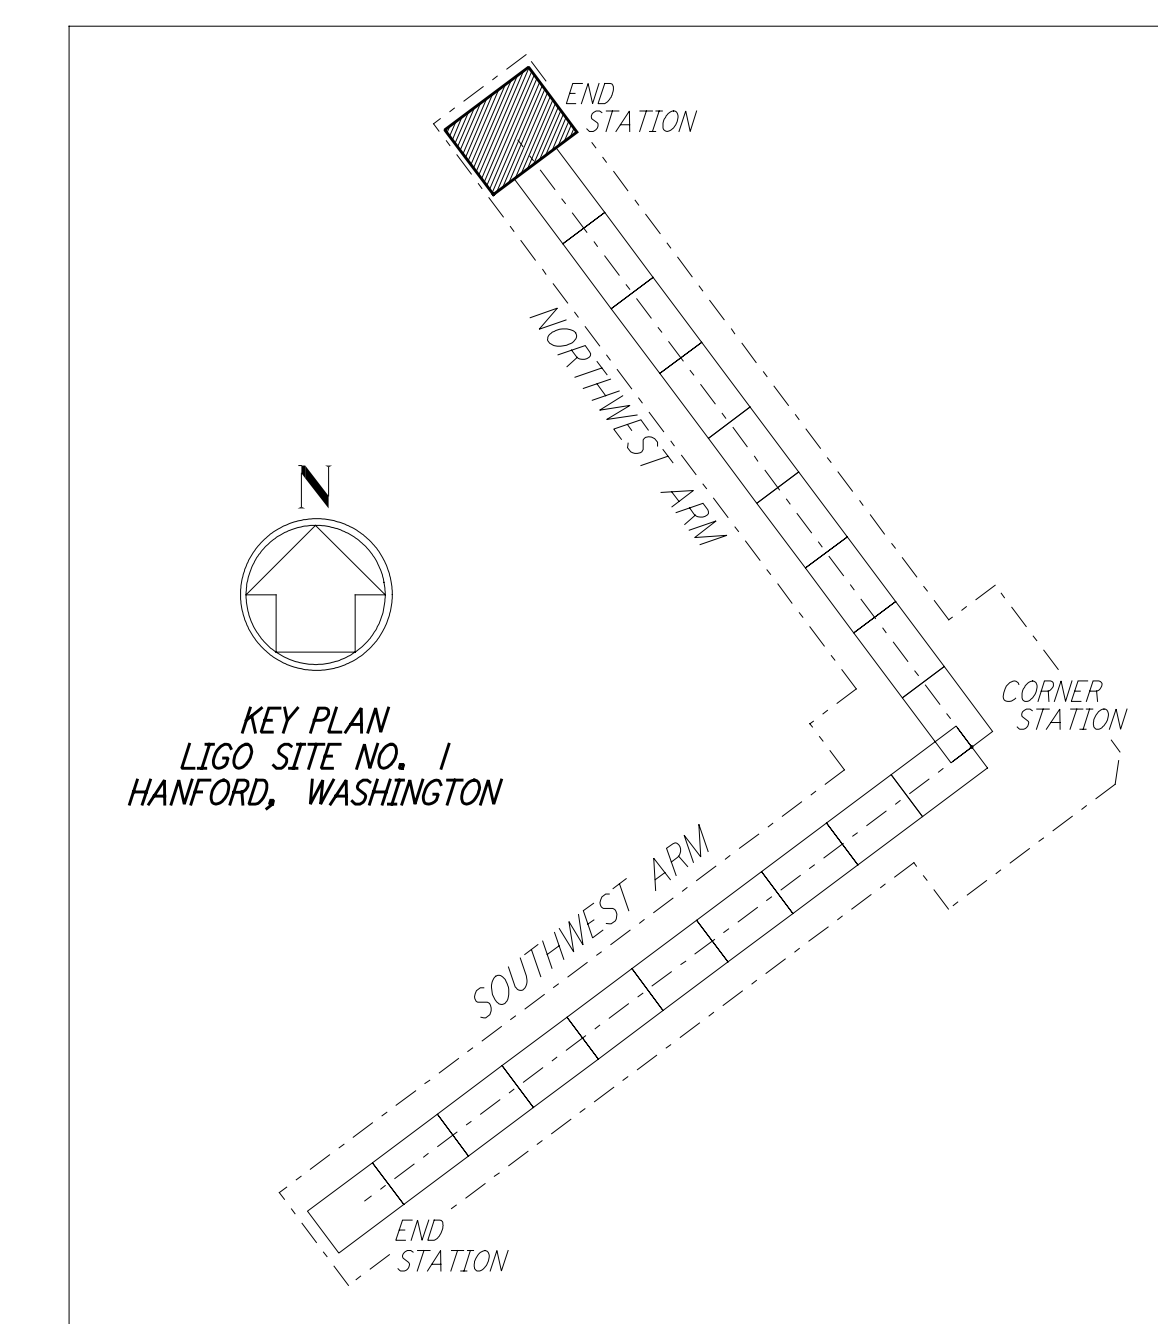 END
STATION
NORTHWEST ARM
N
KEY PLAN
LIGO SITE NO. 1
HANFORD, WASHINGTON
CORNER
STATION
SOUTHWEST ARM
END
STATION